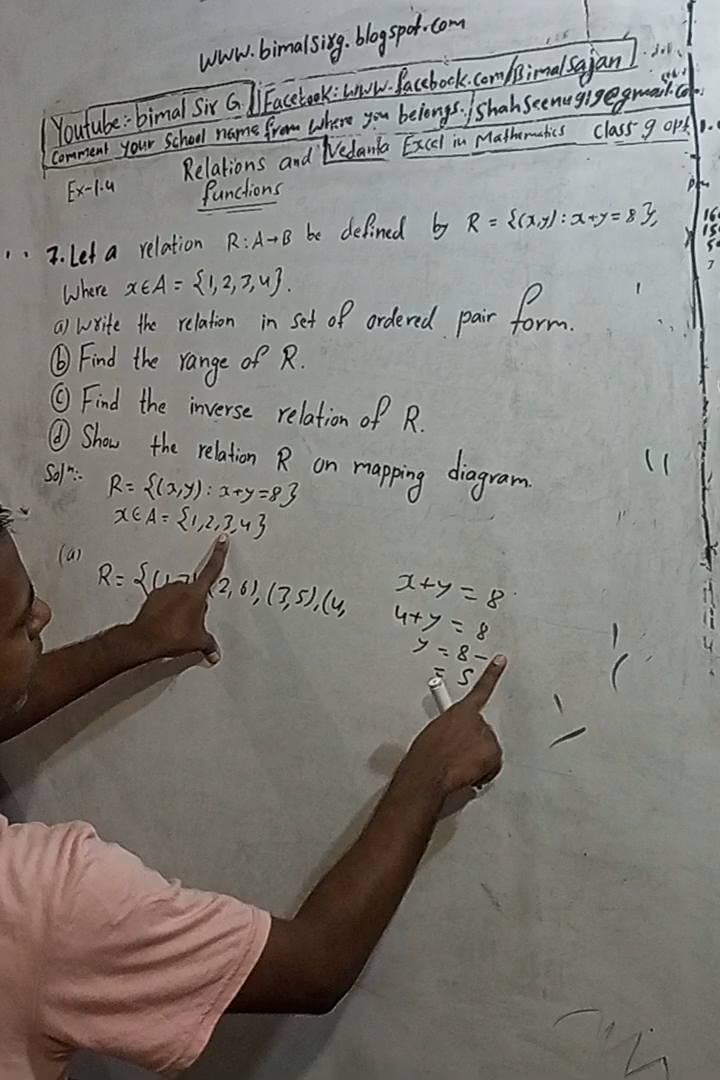 www.bimalsirg.blogspot.com
Youtube:- bimal Sir G. || Facebook: www.facebook.com/Bimalsajan
Comment your School name from where you belongs. / Shahseenu919@gmail.co
Ex-1.4 Relations and functions Vedanta Excel in Mathematics Class 9 opt
7. Let a relation R: A→B be defined by R = {(x,y) : x+y = 8},
Where x∈A = {1, 2, 3, 4}.
a) Write the relation in set of ordered pair form.
(b) Find the range of R.
(c) Find the inverse relation of R.
(d) Show the relation R on mapping diagram.
Solⁿ:-
R = {(x,y) : x+y=8}
x∈A = {1,2,3,4}
(a)
R = { 2,6), (3,5), (4,
x+y = 8
4+y = 8
y = 8-
= 5